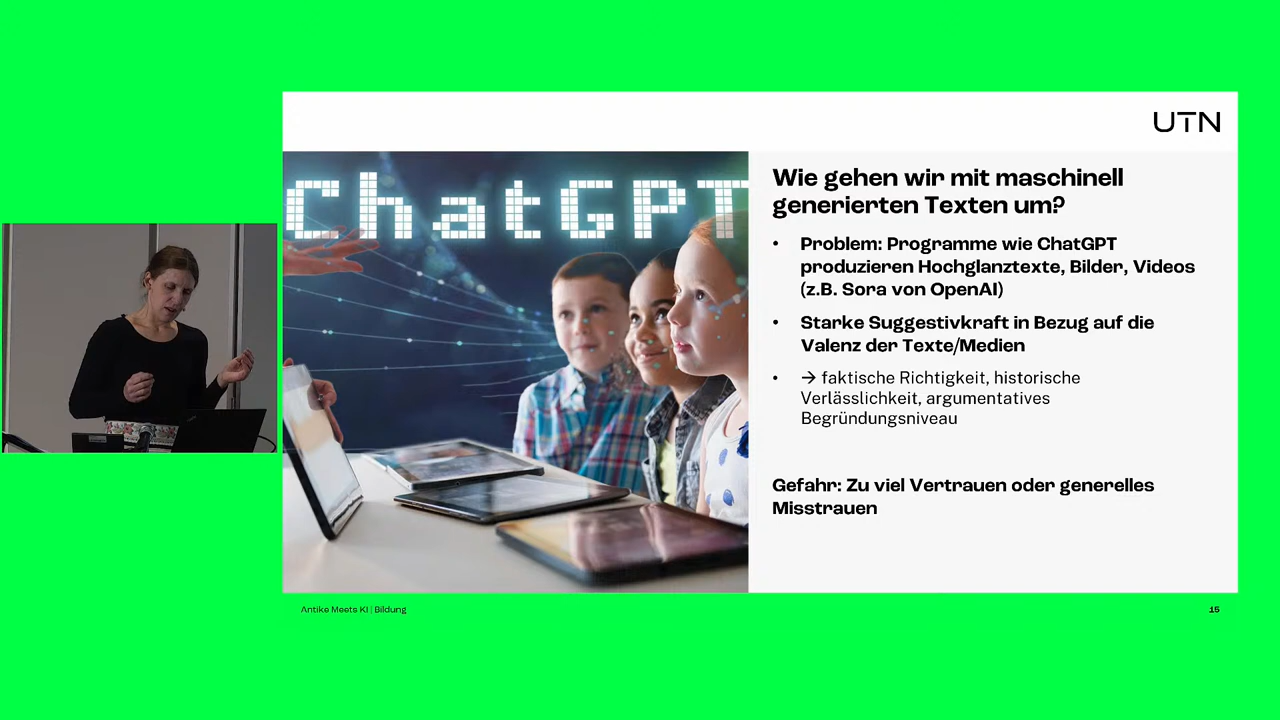 UTN
ChatGPT
Wie gehen wir mit maschinell
generierten Texten um?
• Problem: Programme wie ChatGPT
produzieren Hochglanztexte, Bilder, Videos
(z.B. Sora von OpenAI)
• Starke Suggestivkraft in Bezug auf die
Valenz der Texte/Medien
• → faktische Richtigkeit, historische
Verlässlichkeit, argumentatives
Begründungsniveau
Gefahr: Zu viel Vertrauen oder generelles
Misstrauen
Antike Meets KI | Bildung
15